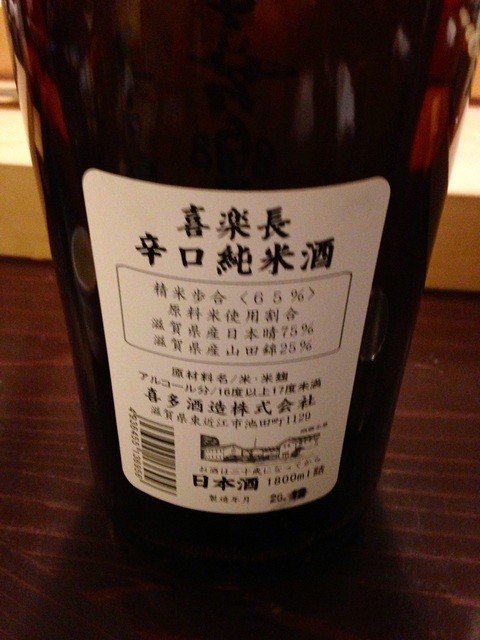 喜楽長
辛口純米酒
精米歩合〈65%〉
原料米使用割合
滋賀県産日本晴75%
滋賀県産山田錦25%
原材料名/米・米麹
アルコール分/16度以上17度未満
喜多酒造株式会社
滋賀県東近江市池田町1129
お酒は二十歳になってから
日本酒 1800ml詰
製造年月 26.